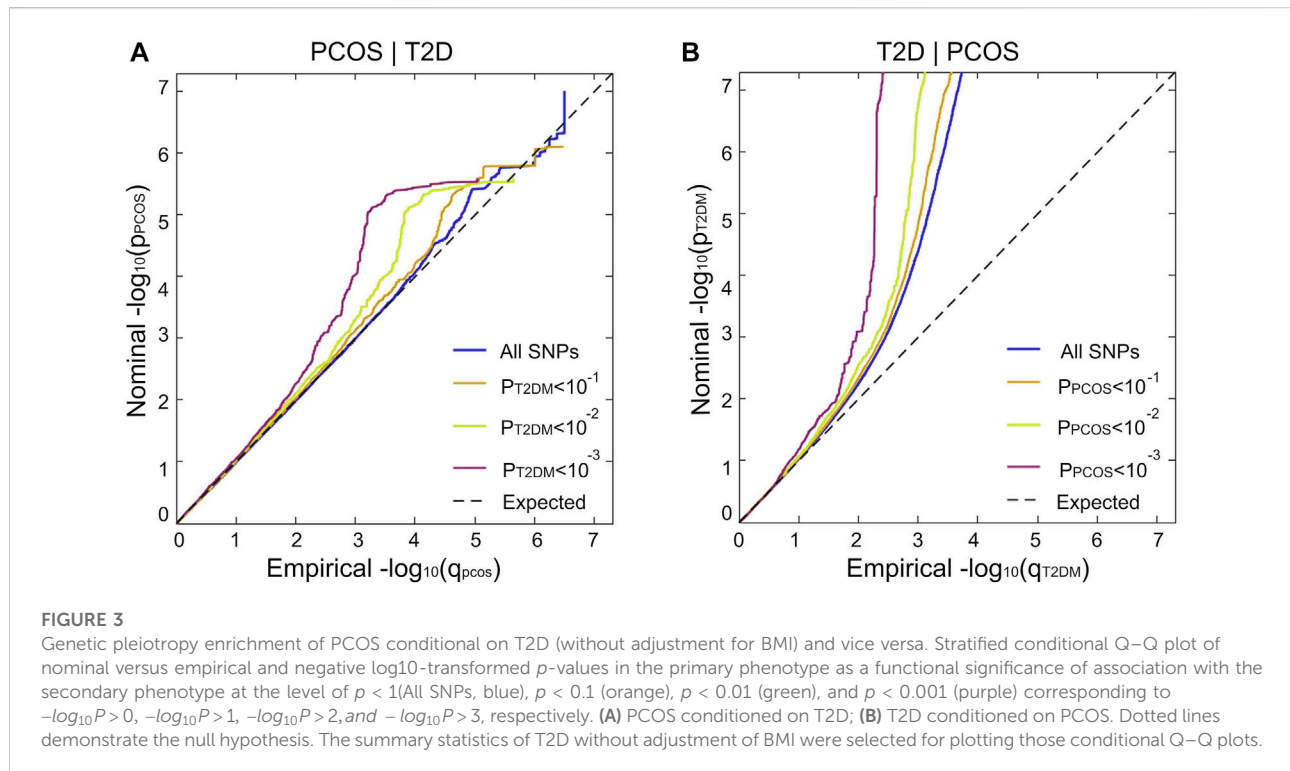 A
PCOS | T2D
Nominal -log10(pPCOS)
7
6
5
4
3
2
1
0
All SNPs
PT2DM<10-1
PT2DM<10-2
PT2DM<10-3
Expected
0 1 2 3 4 5 6 7
Empirical -log10(qpcos)
B
T2D | PCOS
Nominal -log10(pT2DM)
7
6
5
4
3
2
1
0
All SNPs
PPCOS<10-1
PPCOS<10-2
PPCOS<10-3
Expected
0 1 2 3 4 5 6 7
Empirical -log10(qT2DM)
FIGURE 3
Genetic pleiotropy enrichment of PCOS conditional on T2D (without adjustment for BMI) and vice versa. Stratified conditional Q–Q plot of
nominal versus empirical and negative log10-transformed p-values in the primary phenotype as a functional significance of association with the
secondary phenotype at the level of p < 1(All SNPs, blue), p < 0.1 (orange), p < 0.01 (green), and p < 0.001 (purple) corresponding to
−log10P > 0, −log10P > 1, −log10P > 2, and − log10P > 3, respectively. (A) PCOS conditioned on T2D; (B) T2D conditioned on PCOS. Dotted lines
demonstrate the null hypothesis. The summary statistics of T2D without adjustment of BMI were selected for plotting those conditional Q–Q plots.